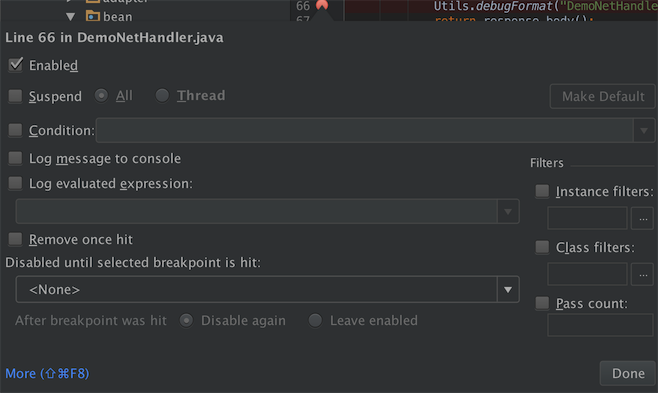 adapter
bean
66 Utils.debugFormat("DemoNetHandle
67 return response.body();
Line 66 in DemoNetHandler.java
Enabled
Suspend All Thread Make Default
Condition:
Log message to console
Filters
Log evaluated expression:
Instance filters:
...
Remove once hit
Class filters:
Disabled until selected breakpoint is hit:
...
<None>
Pass count:
After breakpoint was hit Disable again Leave enabled
More (⇧⌘F8) Done